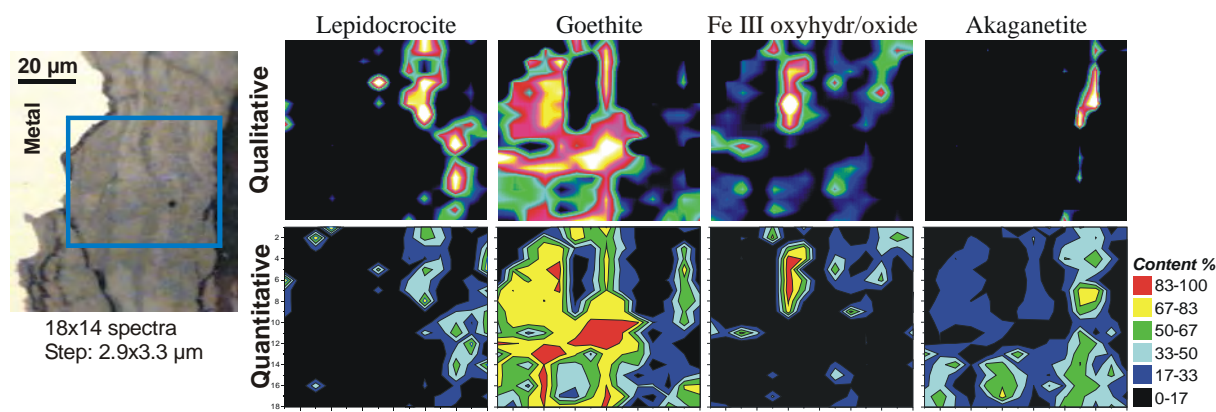 Lepidocrocite Goethite Fe III oxyhydr/oxide Akaganetite
20 µm
Metal
18x14 spectra
Step: 2.9x3.3 µm
Qualitative
Quantitative
2
4
6
8
10
12
14
16
18
Content %
83-100
67-83
50-67
33-50
17-33
0-17